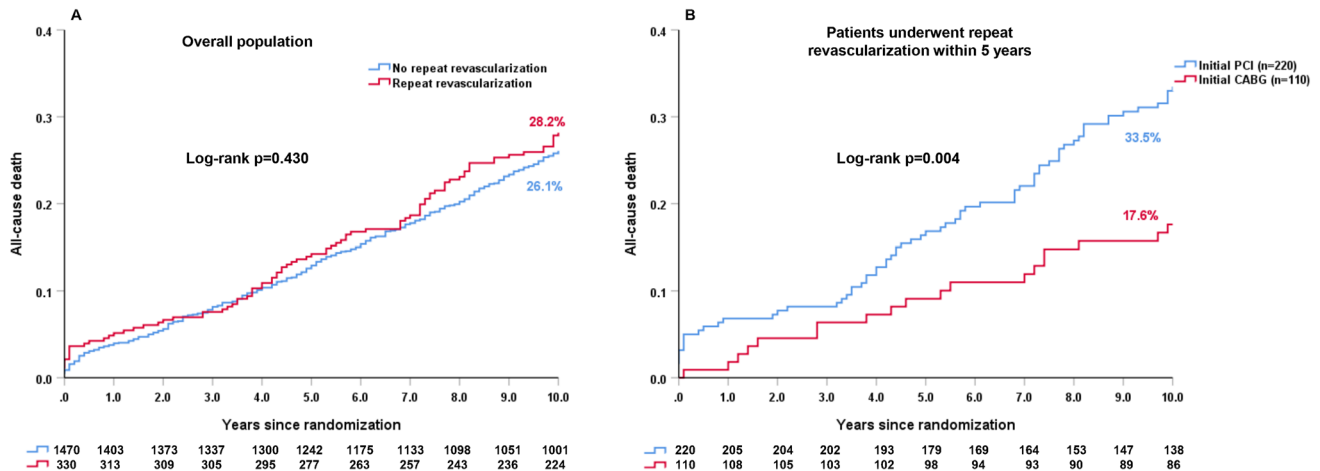 A
Overall population
No repeat revascularization
Repeat revascularization
Log-rank p=0.430
28.2%
26.1%
All-cause death
0.4
0.3
0.2
0.1
0.0
.0 1.0 2.0 3.0 4.0 5.0 6.0 7.0 8.0 9.0 10.0
Years since randomization
1470 1403 1373 1337 1300 1242 1175 1133 1098 1051 1001
330 313 309 305 295 277 263 257 243 236 224
B
Patients underwent repeat
revascularization within 5 years
Initial PCI (n=220)
Initial CABG (n=110)
Log-rank p=0.004
33.5%
17.6%
All-cause death
0.4
0.3
0.2
0.1
0.0
.0 1.0 2.0 3.0 4.0 5.0 6.0 7.0 8.0 9.0 10.0
Years since randomization
220 205 204 202 193 179 169 164 153 147 138
110 108 105 103 102 98 94 93 90 89 86